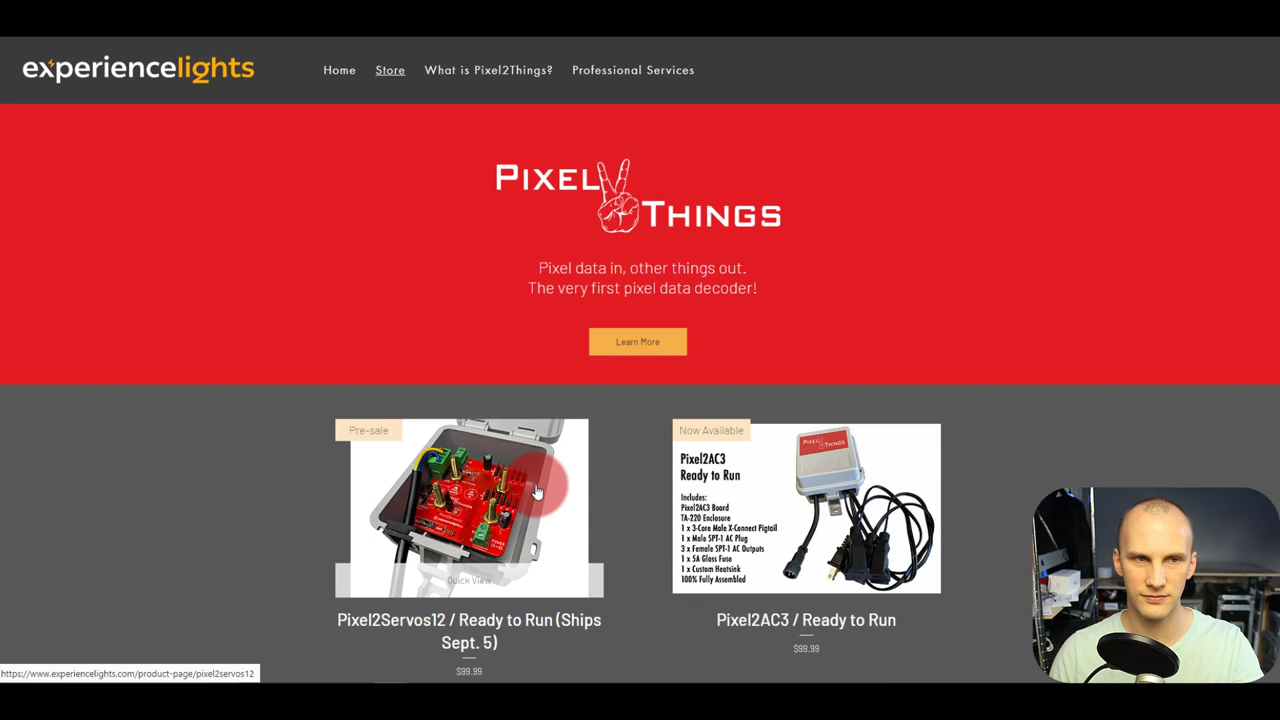 experiencelights
Home Store What is Pixel2Things? Professional Services
PIXEL
THINGS
Pixel data in, other things out.
The very first pixel data decoder!
Learn More
Pre-sale
Quick View
Pixel2Servos12 / Ready to Run (Ships
Sept. 5)
$99.99
Now Available
PIXEL THINGS
Pixel2AC3
Ready to Run
Includes:
Pixel2AC3 Board
TA-220 Enclosure
1 x 3-Core Male X-Connect Pigtail
1 x Male SPT-1 AC Plug
3 x Female SPT-1 AC Outputs
1 x 5A Glass Fuse
1 x Custom Heatsink
100% Fully Assembled
Pixel2AC3 / Ready to Run
$99.99
https://www.experiencelights.com/product-page/pixel2servos12